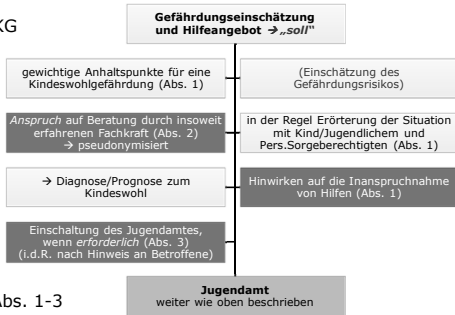 KG
Gefährdungseinschätzung
und Hilfeangebot → „soll“
gewichtige Anhaltspunkte für eine
Kindeswohlgefährdung (Abs. 1)
(Einschätzung des
Gefährdungsrisikos)
Anspruch auf Beratung durch insoweit
erfahrenen Fachkraft (Abs. 2)
→ pseudonymisiert
in der Regel Erörterung der Situation
mit Kind/Jugendlichem und
Pers.Sorgeberechtigten (Abs. 1)
→ Diagnose/Prognose zum
Kindeswohl
Hinwirken auf die Inanspruchnahme
von Hilfen (Abs. 1)
Einschaltung des Jugendamtes,
wenn erforderlich (Abs. 3)
(i.d.R. nach Hinweis an Betroffene)
Jugendamt
weiter wie oben beschrieben
Abs. 1-3